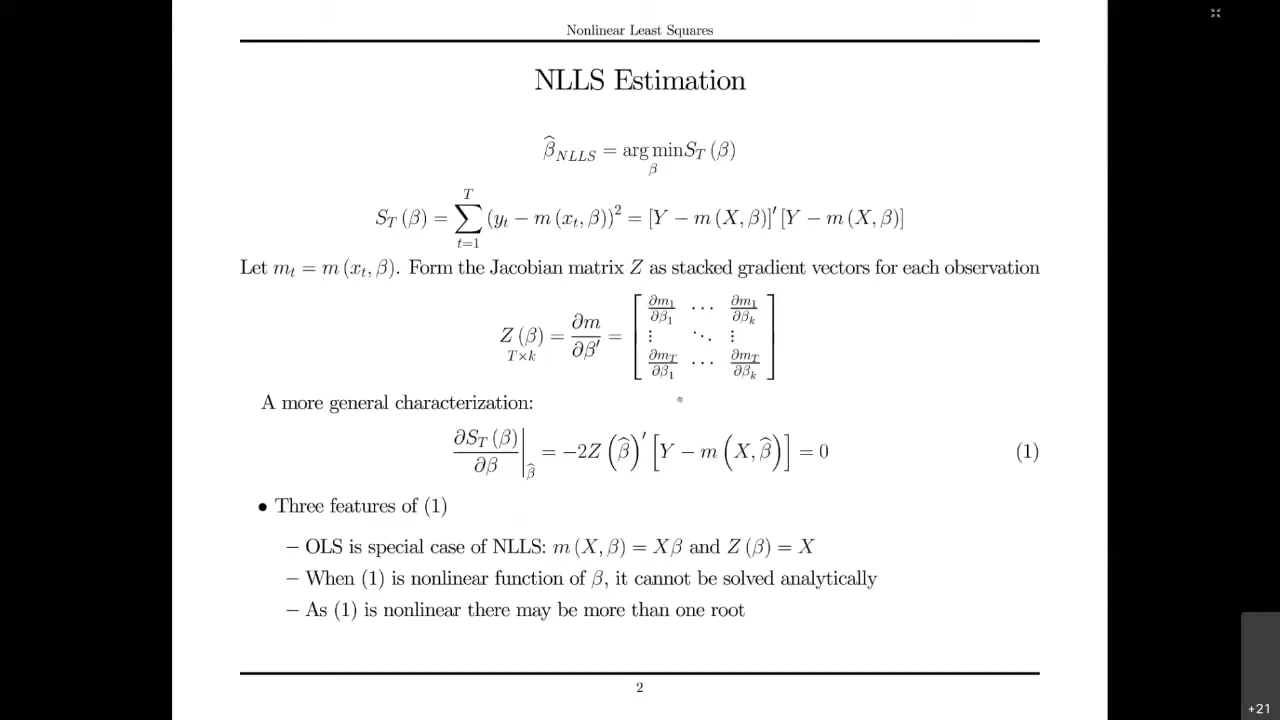 Nonlinear Least Squares
NLLS Estimation
β̂_NLLS = arg min_β S_T (β)
S_T (β) = ∑_{t=1}^{T} (y_t − m (x_t, β))² = [Y − m (X, β)]′ [Y − m (X, β)]
Let m_t = m (x_t, β). Form the Jacobian matrix Z as stacked gradient vectors for each observation
Z (β)_{T×k} = ∂m/∂β′ = [ ∂m_1/∂β_1 ⋯ ∂m_1/∂β_k ; ⋮ ⋱ ⋮ ; ∂m_T/∂β_1 ⋯ ∂m_T/∂β_k ]
A more general characterization:
∂S_T (β)/∂β |_β̂ = −2Z (β̂)′ [Y − m (X, β̂)] = 0 (1)
• Three features of (1)
– OLS is special case of NLLS: m (X, β) = Xβ and Z (β) = X
– When (1) is nonlinear function of β, it cannot be solved analytically
– As (1) is nonlinear there may be more than one root
2
+21